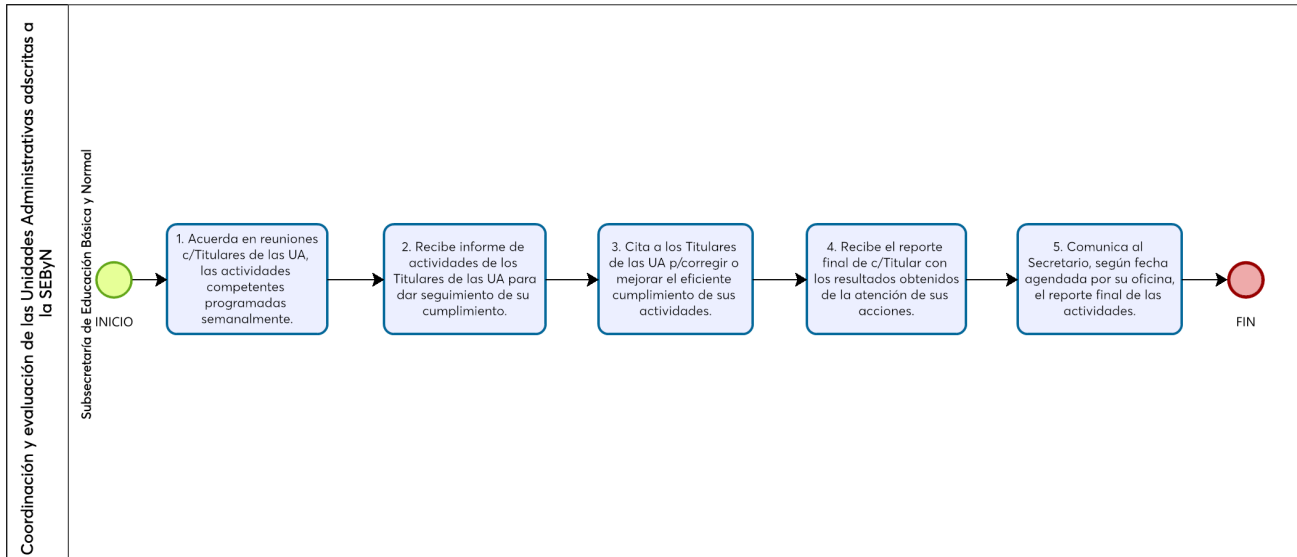 Coordinación y evaluación de las Unidades Administrativas adscritas a
la SEByN
Subsecretaría de Educación Básica y Normal
INICIO
1. Acuerda en reuniones
c/Titulares de las UA,
las actividades
competentes
programadas
semanalmente.
2. Recibe informe de
actividades de los
Titulares de las UA para
dar seguimiento de su
cumplimiento.
3. Cita a los Titulares
de las UA p/corregir o
mejorar el eficiente
cumplimiento de sus
actividades.
4. Recibe el reporte
final de c/Titular con
los resultados obtenidos
de la atención de sus
acciones.
5. Comunica al
Secretario, según fecha
agendada por su oficina,
el reporte final de las
actividades.
FIN